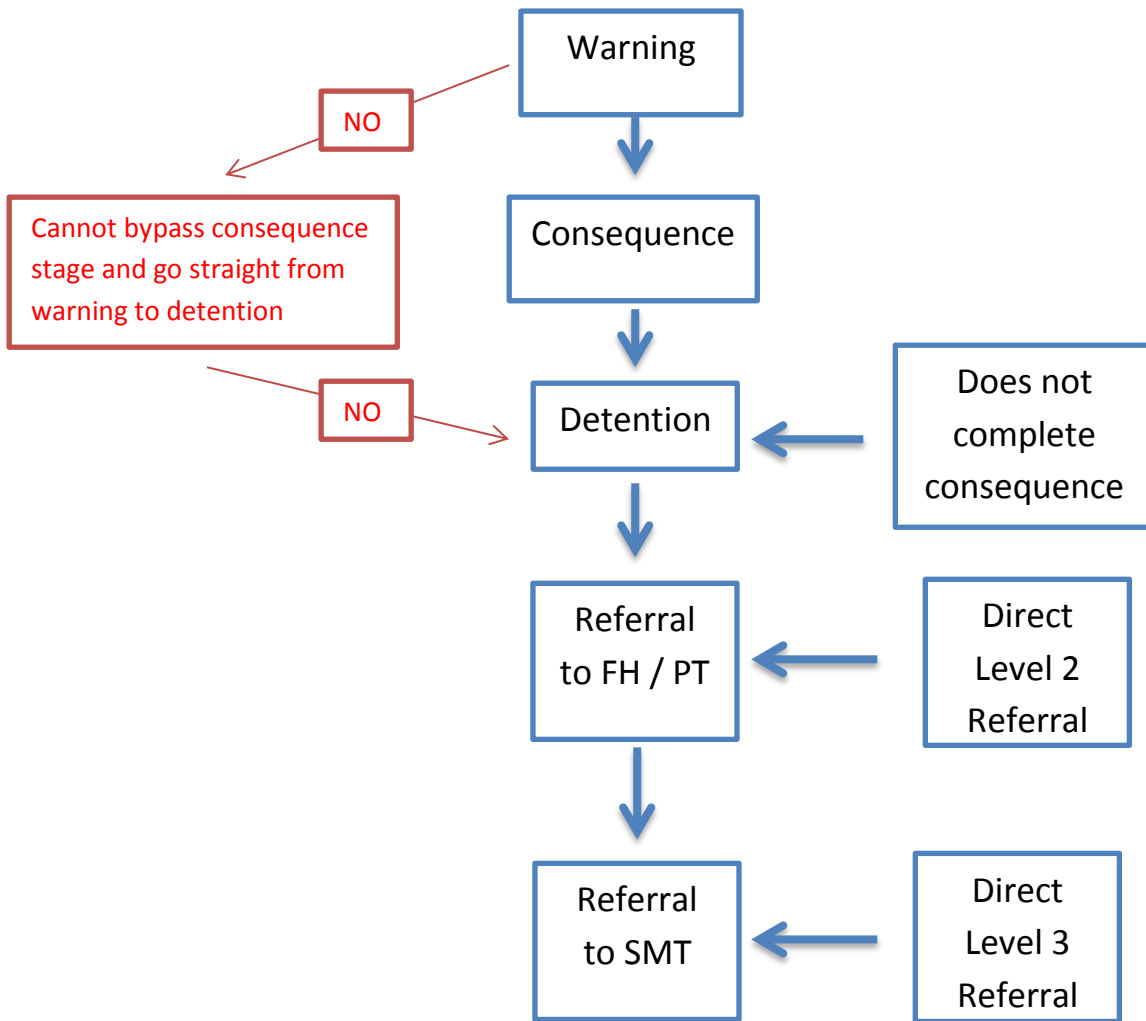 Warning
NO
Cannot bypass consequence
stage and go straight from
warning to detention
Consequence
NO
Detention
Does not
complete
consequence
Referral
to FH / PT
Direct
Level 2
Referral
Referral
to SMT
Direct
Level 3
Referral